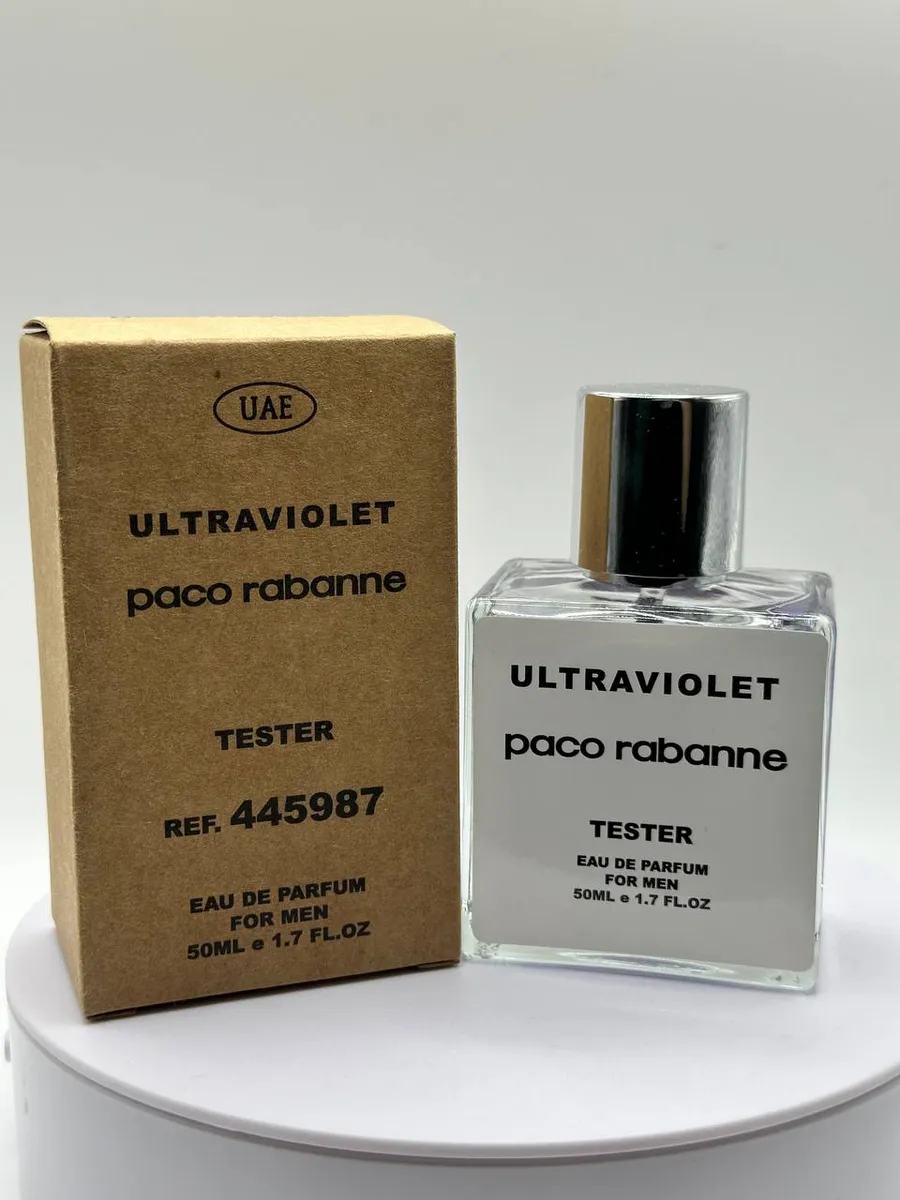 UAE
ULTRAVIOLET
paco rabanne
TESTER
REF. 445987
EAU DE PARFUM
FOR MEN
50ML e 1.7 FL.OZ
ULTRAVIOLET
paco rabanne
TESTER
EAU DE PARFUM
FOR MEN
50ML e 1.7 FL.OZ